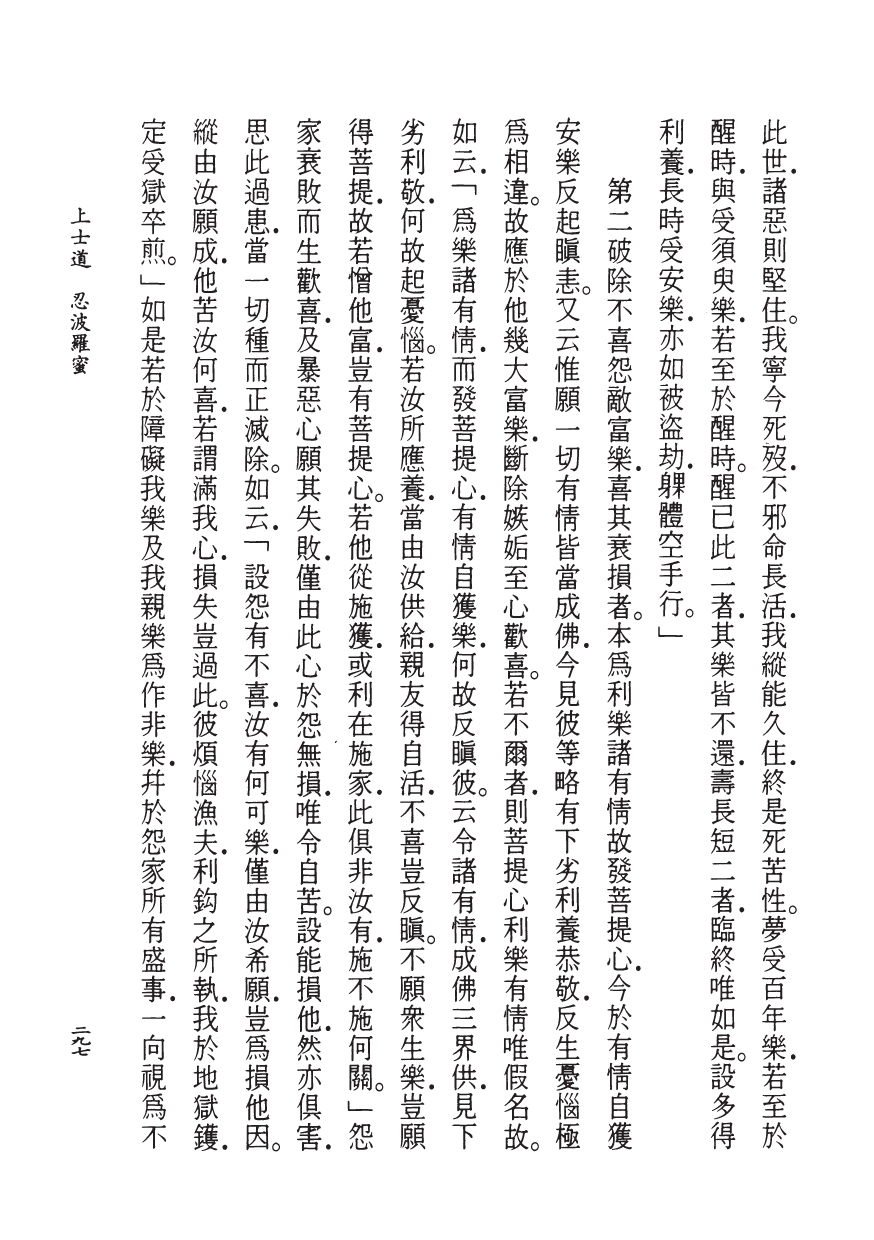 此世．諸惡則堅住。我寧今死歿．不邪命長活．我縱能久住．終是死苦性。夢受百年樂．若至於
醒時．與受須臾樂．若至於醒時。醒已此二者．其樂皆不還．壽長短二者．臨終唯如是。設多得
利養．長時受安樂．亦如被盜劫．躶體空手行。」
第二破除不喜怨敵富樂．喜其衰損者。本爲利樂諸有情故發菩提心．今於有情自獲
安樂反起瞋恚。又云惟願一切有情皆當成佛．今見彼等略有下劣利養恭敬．反生憂惱極
爲相違。故應於他幾大富樂．斷除嫉妬至心歡喜。若不爾者．則菩提心利樂有情唯假名故。
如云．「爲樂諸有情．而發菩提心．有情自獲樂．何故反瞋彼。云令諸有情．成佛三界供．見下
劣利敬．何故起憂惱。若汝所應養．當由汝供給．親友得自活．不喜豈反瞋。不願衆生樂．豈願
得菩提．故若憎他富．豈有菩提心。若他從施獲．或利在施家．此俱非汝有．施不施何關。」怨
家衰敗而生歡喜．及暴惡心願其失敗．僅由此心於怨無損．唯令自苦。設能損他．然亦俱害．
思此過患．當一切種而正滅除。如云．「設怨有不喜．汝有何可樂．僅由汝希願．豈爲損他因。
縱由汝願成．他苦汝何喜．若謂滿我心．損失豈過此。彼煩惱漁夫．利鈎之所執．我於地獄鑊．
定受獄卒煎。」如是若於障礙我樂及我親樂爲作非樂．幷於怨家所有盛事．一向視爲不
上士道　忍波羅蜜
二九七